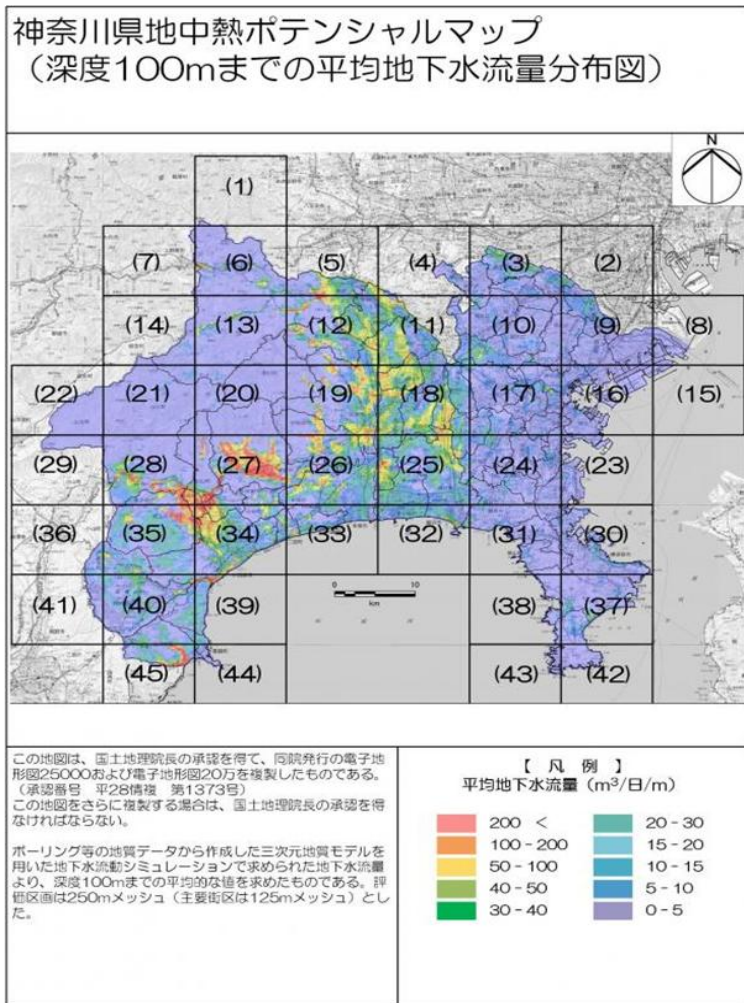 神奈川県地中熱ポテンシャルマップ
（深度100mまでの平均地下水流量分布図）
N
(1)
(7)
(6)
(5)
(4)
(3)
(2)
(14)
(13)
(12)
(11)
(10)
(9)
(8)
(22)
(21)
(20)
(19)
(18)
(17)
(16)
(15)
(29)
(28)
(27)
(26)
(25)
(24)
(23)
(36)
(35)
(34)
(33)
(32)
(31)
(30)
(41)
(40)
(39)
(38)
(37)
(45)
(44)
(43)
(42)
0 10
km
この地図は、国土地理院長の承認を得て、同院発行の電子地
形図25000および電子地形図20万を複製したものである。
（承認番号 平28情複 第1373号）
この地図をさらに複製する場合は、国土地理院長の承認を得
なければならない。
ボーリング等の地質データから作成した三次元地質モデルを
用いた地下水流動シミュレーションで求められた地下水流量
より、深度100mまでの平均的な値を求めたものである。評
価区画は250mメッシュ（主要街区は125mメッシュ）とし
た。
【 凡 例 】
平均地下水流量（m³/日/m）
200 <
100 - 200
50 - 100
40 - 50
30 - 40
20 - 30
15 - 20
10 - 15
5 - 10
0 - 5